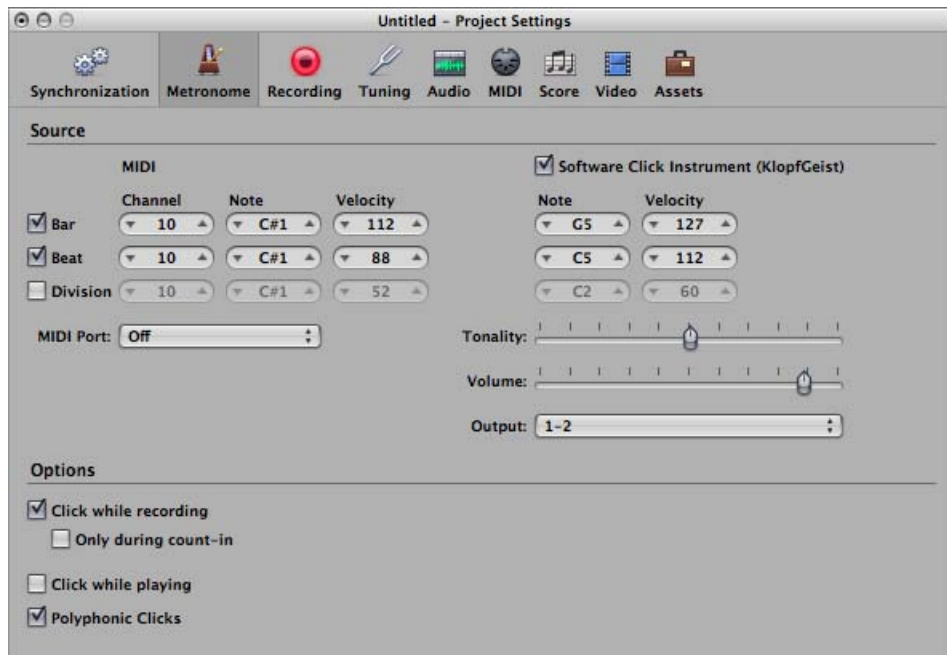 Untitled – Project Settings
Synchronization Metronome Recording Tuning Audio MIDI Score Video Assets
Source
MIDI
Software Click Instrument (KlopfGeist)
Channel Note Velocity Note Velocity
Bar 10 C#1 112 G5 127
Beat 10 C#1 88 C5 112
Division 10 C#1 52 C2 60
MIDI Port: Off
Tonality:
Volume:
Output: 1-2
Options
Click while recording
Only during count-in
Click while playing
Polyphonic Clicks